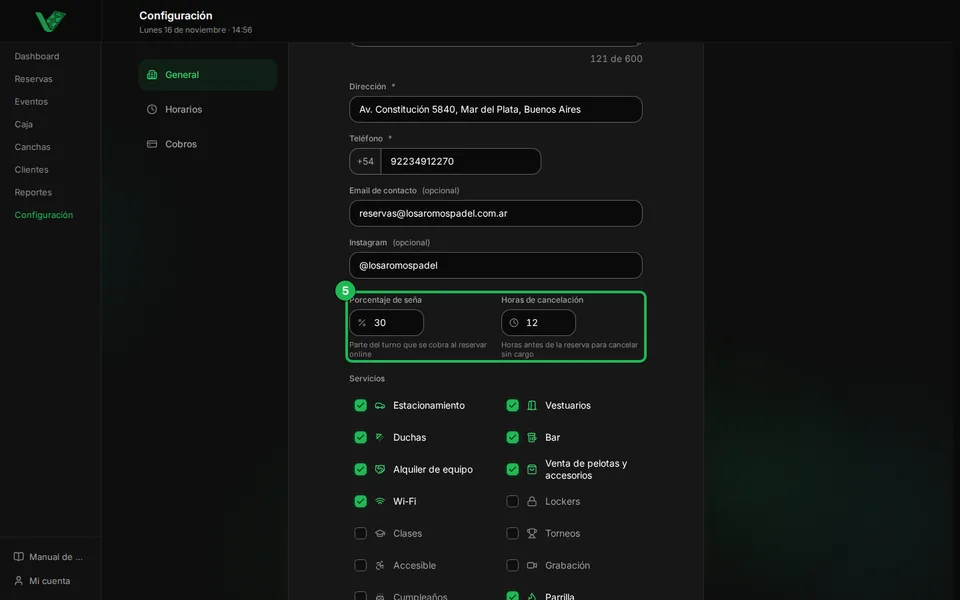 Configuración
Lunes 16 de noviembre · 14:56
Dashboard
Reservas
Eventos
Caja
Canchas
Clientes
Reportes
Configuración
Manual de ...
Mi cuenta
General
Horarios
Cobros
121 de 600
Dirección *
Av. Constitución 5840, Mar del Plata, Buenos Aires
Teléfono *
+54 92234912270
Email de contacto (opcional)
reservas@losaromospadel.com.ar
Instagram (opcional)
@losaromospadel
5
Porcentaje de seña
% 30
Parte del turno que se cobra al reservar
online
Horas de cancelación
12
Horas antes de la reserva para cancelar
sin cargo
Servicios
Estacionamiento
Vestuarios
Duchas
Bar
Alquiler de equipo
Venta de pelotas y
accesorios
Wi-Fi
Lockers
Clases
Torneos
Accesible
Grabación
Cumpleaños
Parrilla